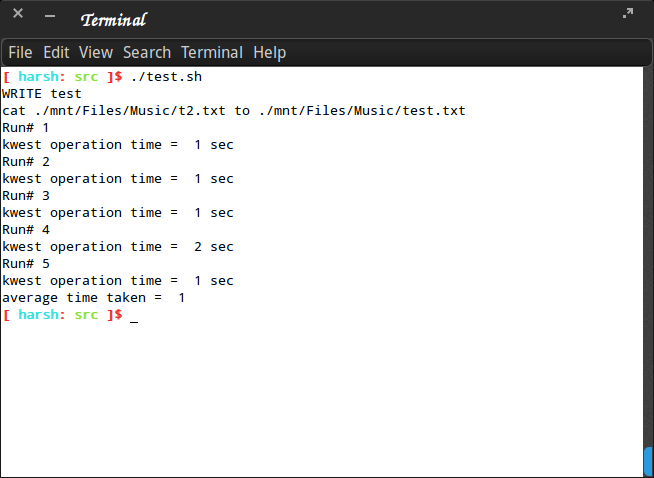 Terminal
File Edit View Search Terminal Help
[ harsh: src ]$ ./test.sh
WRITE test
cat ./mnt/Files/Music/t2.txt to ./mnt/Files/Music/test.txt
Run# 1
kwest operation time =  1 sec
Run# 2
kwest operation time =  1 sec
Run# 3
kwest operation time =  1 sec
Run# 4
kwest operation time =  2 sec
Run# 5
kwest operation time =  1 sec
average time taken =  1
[ harsh: src ]$ _